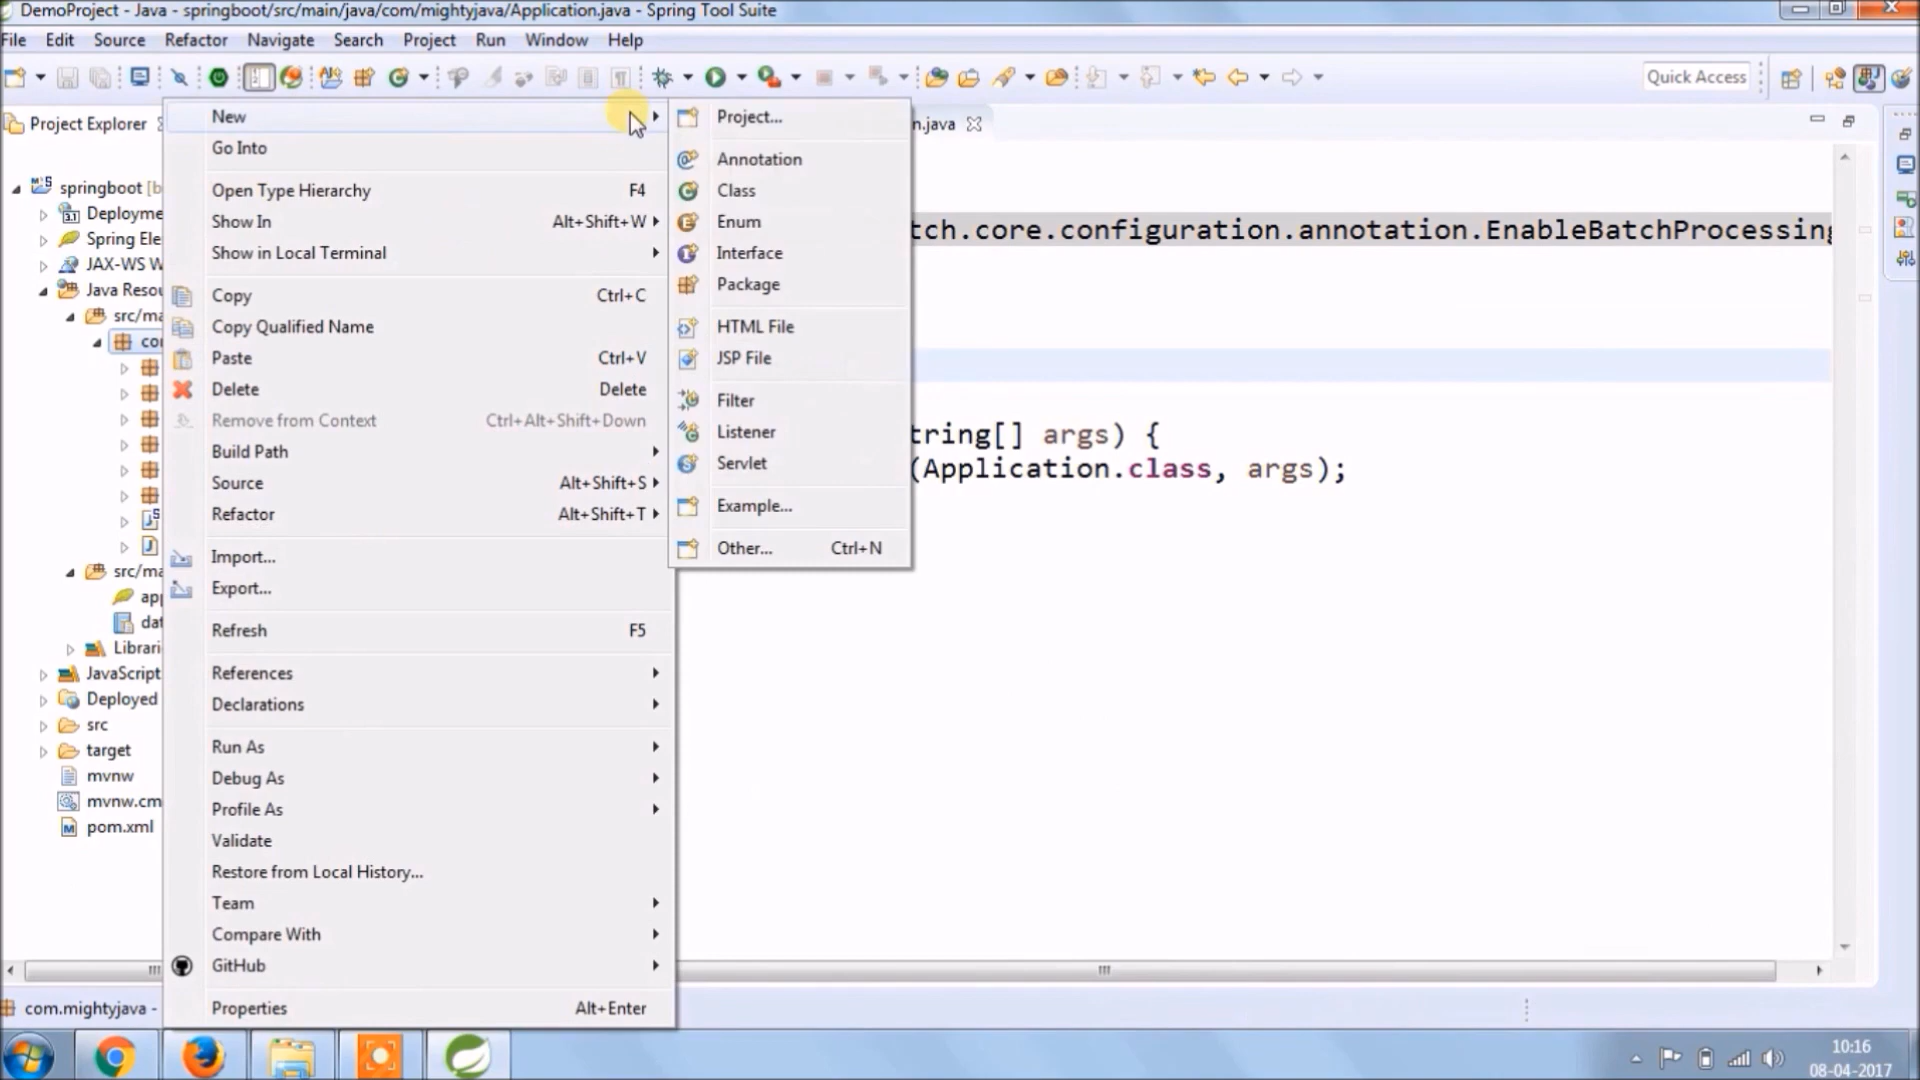 DemoProject - Java - springboot/src/main/java/com/mightyjava/Application.java - Spring Tool Suite
File Edit Source Refactor Navigate Search Project Run Window Help
Quick Access
Project Explorer
n.java
springboot [b
Deployme
Spring Ele
JAX-WS W
Java Resou
src/ma
co
src/ma
app
dat
Librari
JavaScript
Deployed
src
target
mvnw
mvnw.cm
pom.xml
New
Go Into
Open Type Hierarchy F4
Show In Alt+Shift+W
Show in Local Terminal
Copy Ctrl+C
Copy Qualified Name
Paste Ctrl+V
Delete Delete
Remove from Context Ctrl+Alt+Shift+Down
Build Path
Source Alt+Shift+S
Refactor Alt+Shift+T
Import...
Export...
Refresh F5
References
Declarations
Run As
Debug As
Profile As
Validate
Restore from Local History...
Team
Compare With
GitHub
Properties Alt+Enter
Project...
Annotation
Class
Enum
Interface
Package
HTML File
JSP File
Filter
Listener
Servlet
Example...
Other... Ctrl+N
tch.core.configuration.annotation.EnableBatchProcessing
tring[] args) {
(Application.class, args);
com.mightyjava -
10:16
08-04-2017